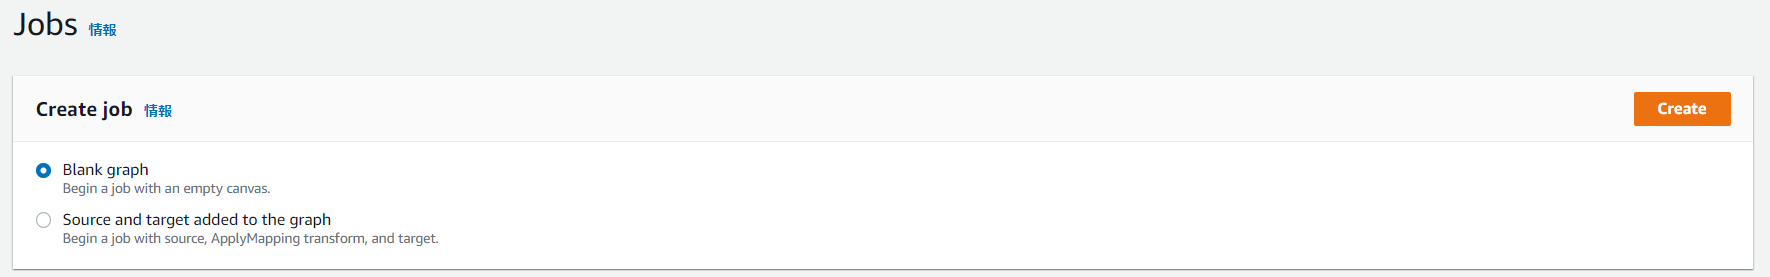 Jobs 情報
Create job 情報
Create
Blank graph
Begin a job with an empty canvas.
Source and target added to the graph
Begin a job with source, ApplyMapping transform, and target.